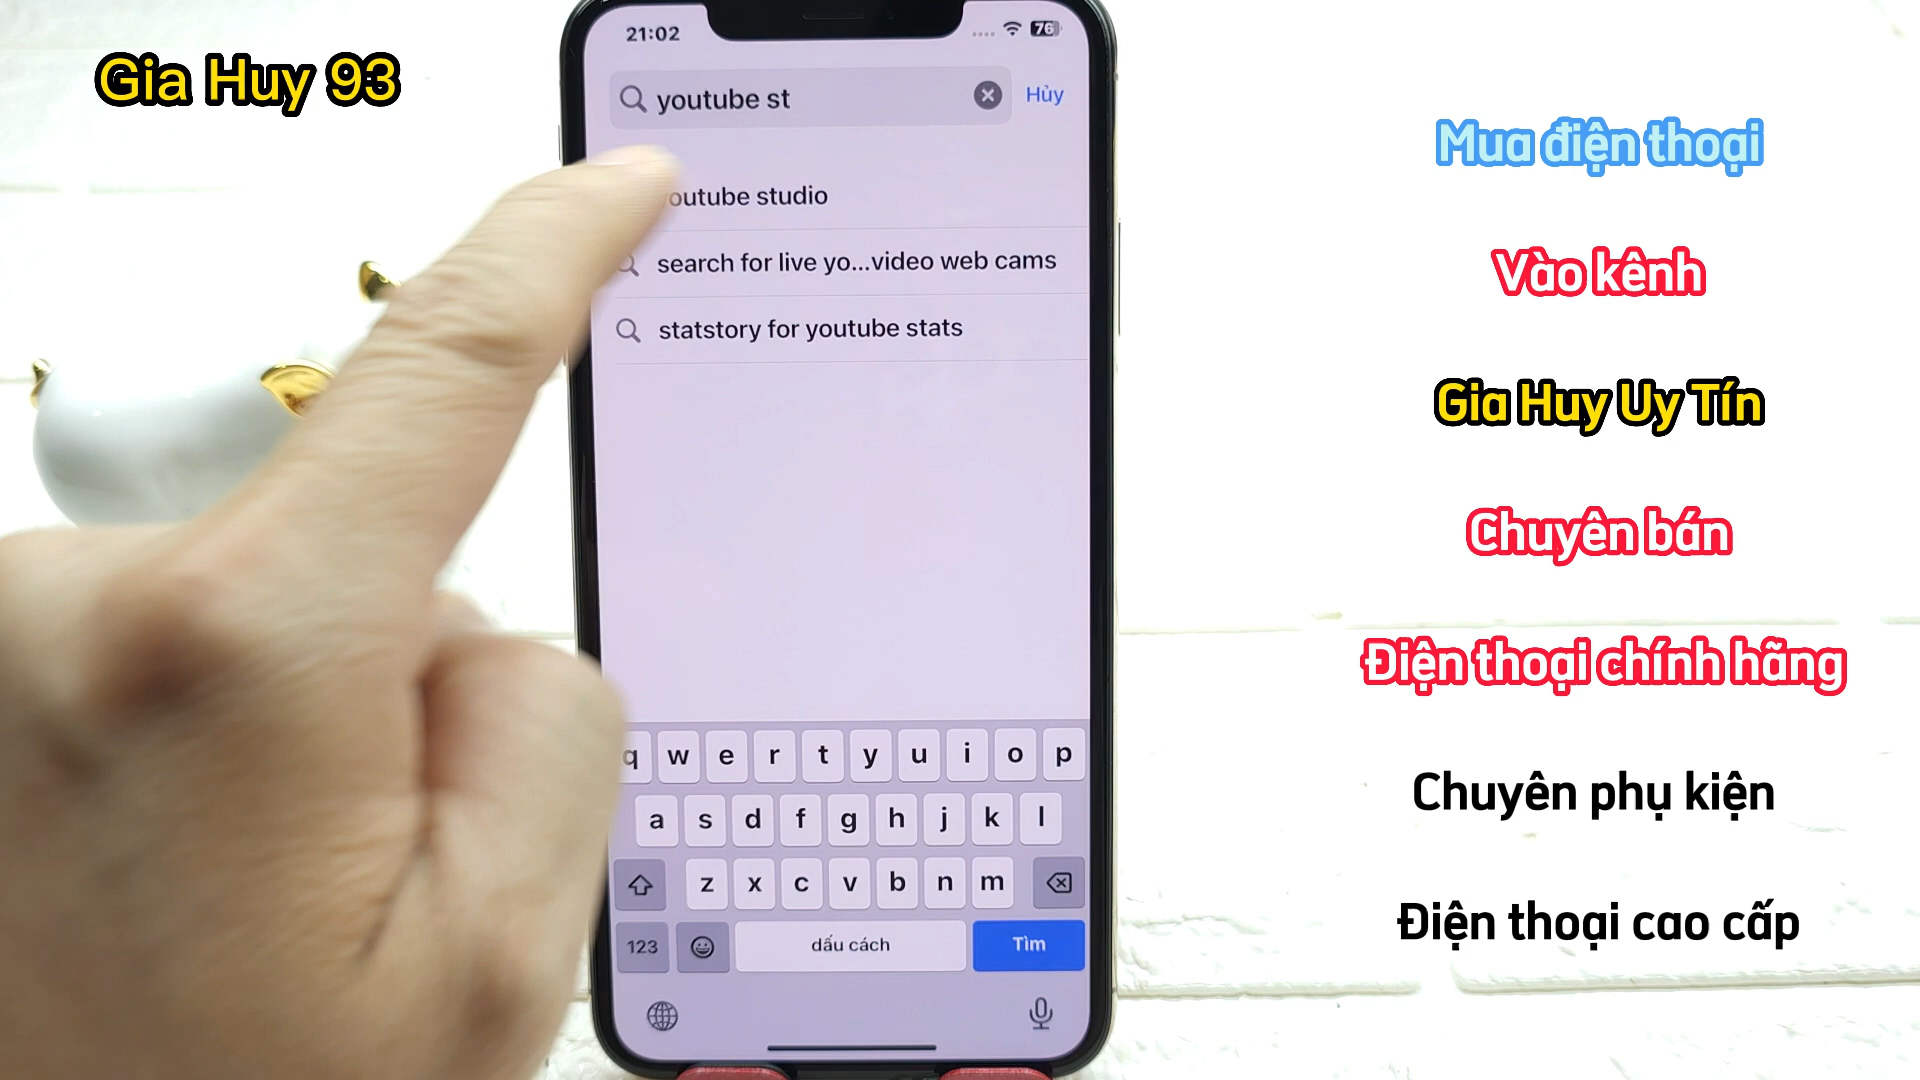 Gia Huy 93
21:02
76
youtube st
Hủy
outube studio
search for live yo...video web cams
statstory for youtube stats
q w e r t y u i o p
a s d f g h j k l
z x c v b n m
123
dấu cách
Tìm
Mua điện thoại
Vào kênh
Gia Huy Uy Tín
Chuyên bán
Điện thoại chính hãng
Chuyên phụ kiện
Điện thoại cao cấp